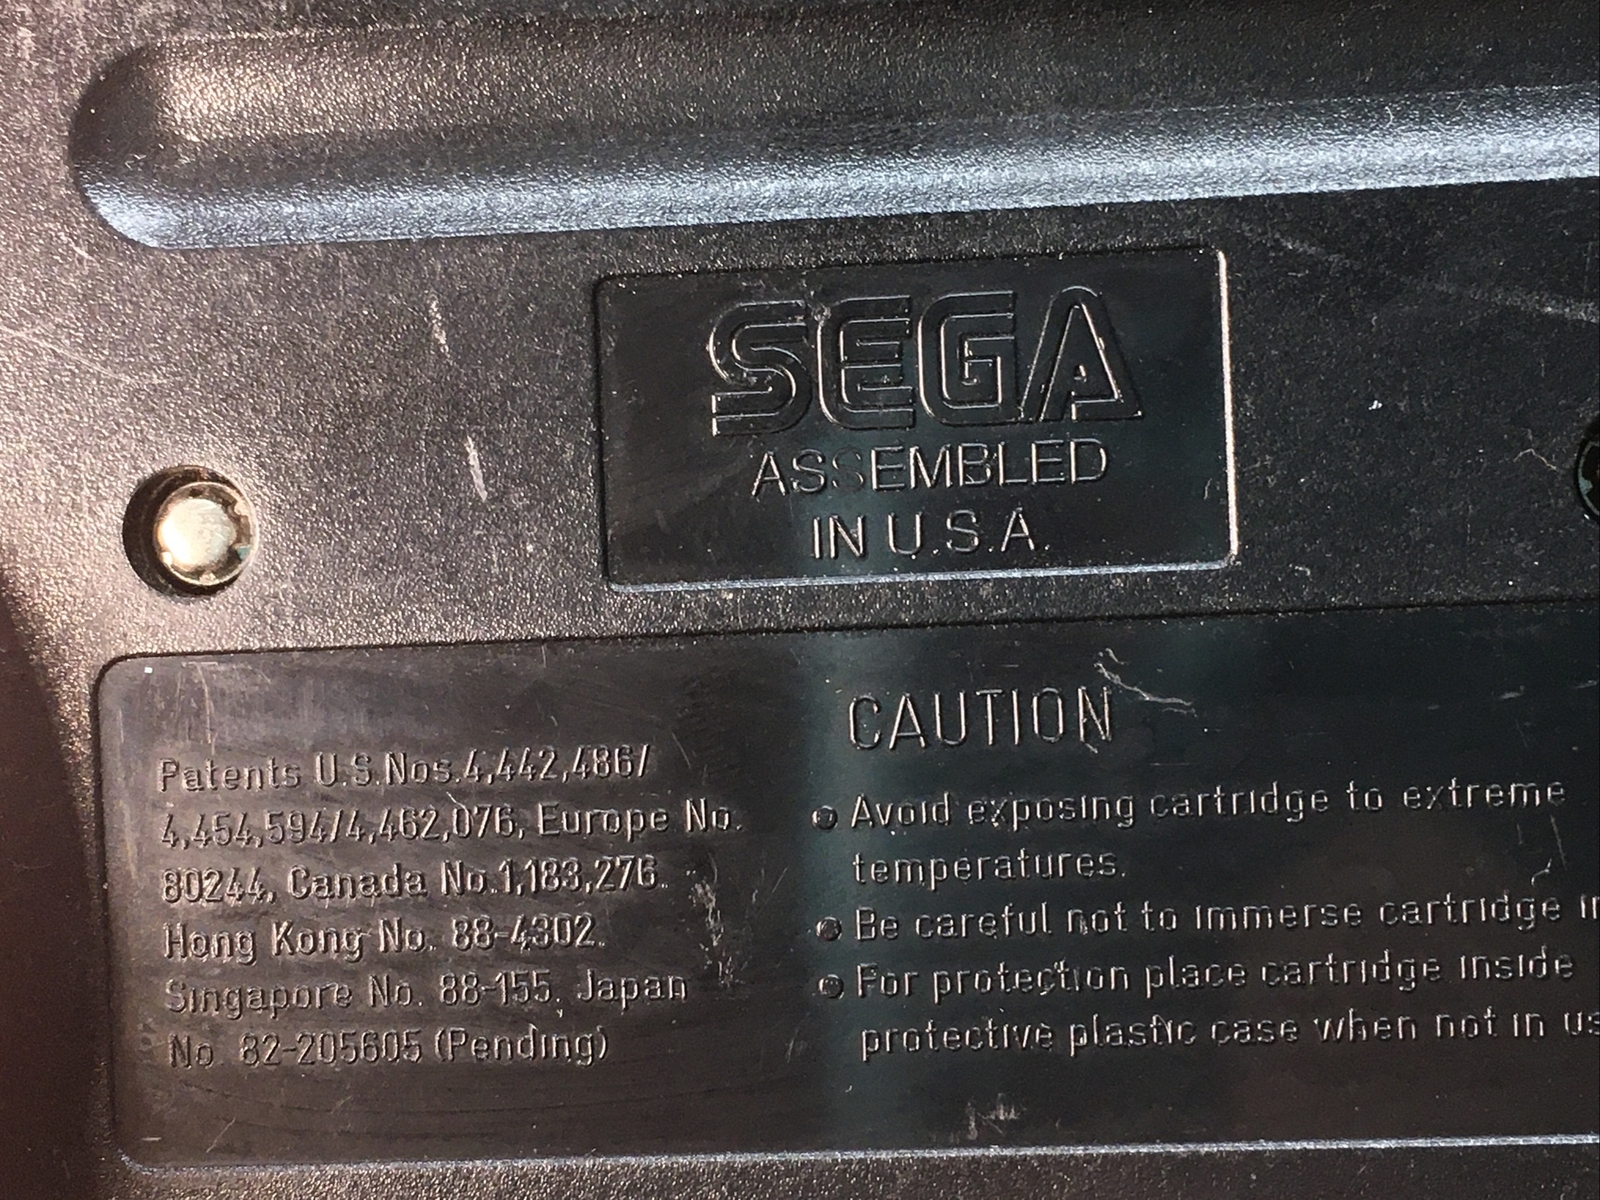 SEGA
ASSEMBLED
IN U.S.A.
Patents U.S.Nos.4,442,486/
4,454,594/4,462,076, Europe No.
80244, Canada No.1,183,276.
Hong Kong No. 88-4302.
Singapore No. 88-155, Japan
No. 82-205605 (Pending)
CAUTION
Avoid exposing cartridge to extreme
temperatures.
Be careful not to immerse cartridge
For protection place cartridge inside
protective plastic case when not in